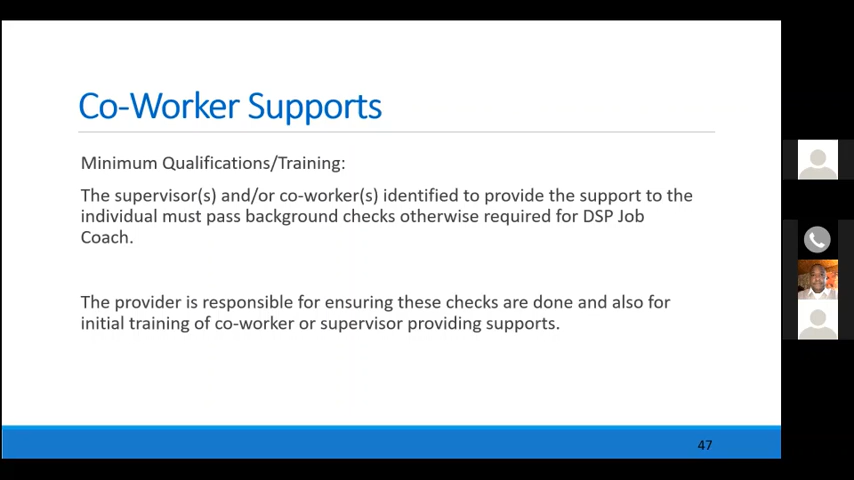 Co-Worker Supports
Minimum Qualifications/Training:
The supervisor(s) and/or co-worker(s) identified to provide the support to the
individual must pass background checks otherwise required for DSP Job
Coach.
The provider is responsible for ensuring these checks are done and also for
initial training of co-worker or supervisor providing supports.
47